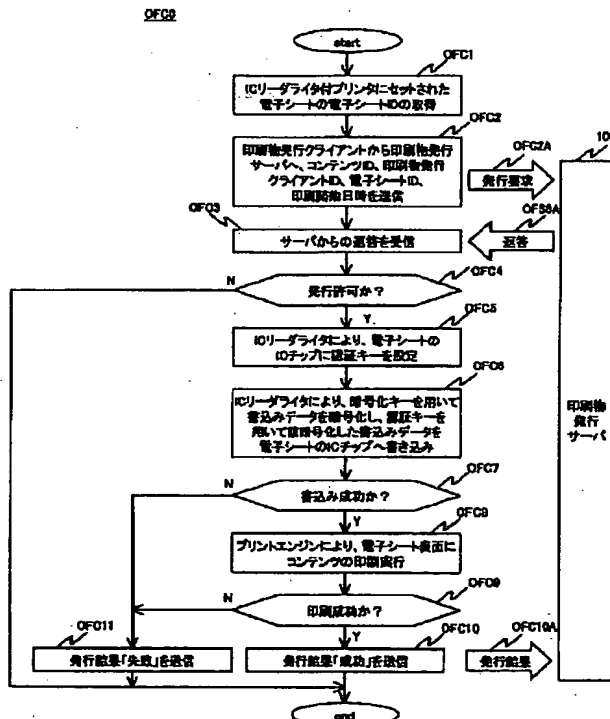 OFC0
start
OFC1
ICリーダライタ付プリンタにセットされた
電子シートの電子シートIDの取得
OFC2
印刷物発行クライアントから印刷物発行
サーバへ、コンテンツID、印刷物発行
クライアントID、電子シートID、
印刷開始日時を送信
OFC2A
発行要求
10
OFC3
サーバからの返答を受信
OFS8A
返答
OFC4
発行許可か?
N
Y
OFC5
ICリーダライタにより、電子シートの
ICチップに認証キーを設定
OFC6
ICリーダライタにより、暗号化キーを用いて
書込みデータを暗号化し、認証キーを
用いて該暗号化した書込みデータを
電子シートのICチップへ書き込み
印刷物
発行
サーバ
OFC7
書込み成功か?
N
Y
OFC8
プリントエンジンにより、電子シート表面に
コンテンツの印刷実行
OFC9
印刷成功か?
N
Y
OFC11
発行結果「失敗」を送信
OFC10
発行結果「成功」を送信
OFC10A
発行結果
end